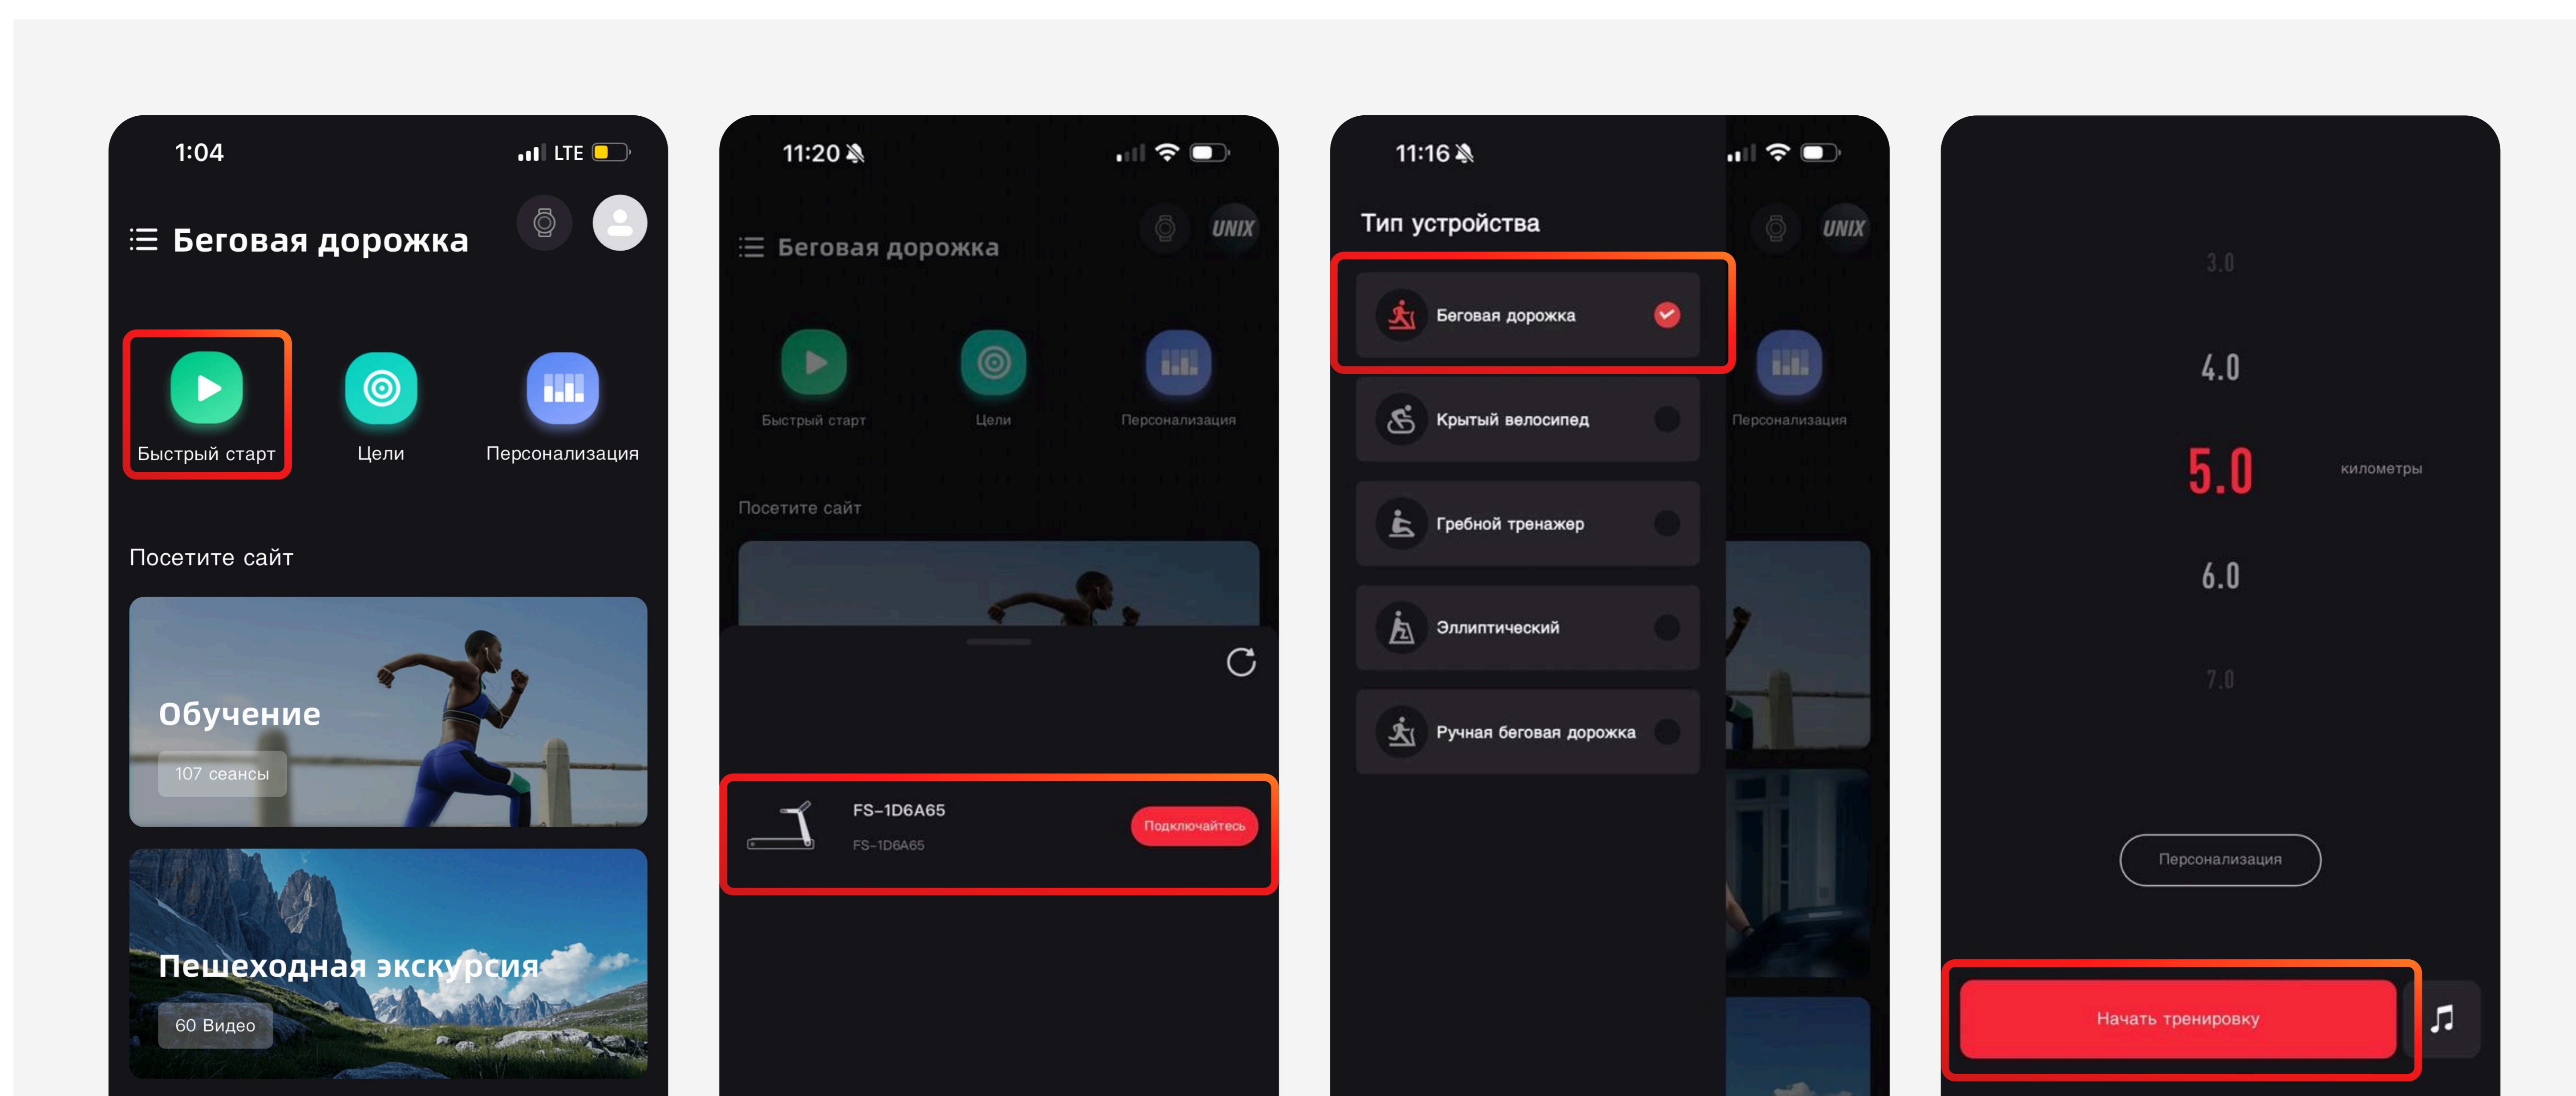 1:04
LTE
Беговая дорожка
Быстрый старт
Цели
Персонализация
Посетите сайт
Обучение
107 сеансы
Пешеходная экскурсия
60 Видео
11:20
UNIX
Беговая дорожка
Быстрый старт
Цели
Персонализация
Посетите сайт
FS-1D6A65
FS-1D6A65
Подключайтесь
11:16
Тип устройства
UNIX
Беговая дорожка
Крытый велосипед
Персонализация
Гребной тренажер
Эллиптический
Ручная беговая дорожка
3.0
4.0
5.0 километры
6.0
7.0
Персонализация
Начать тренировку